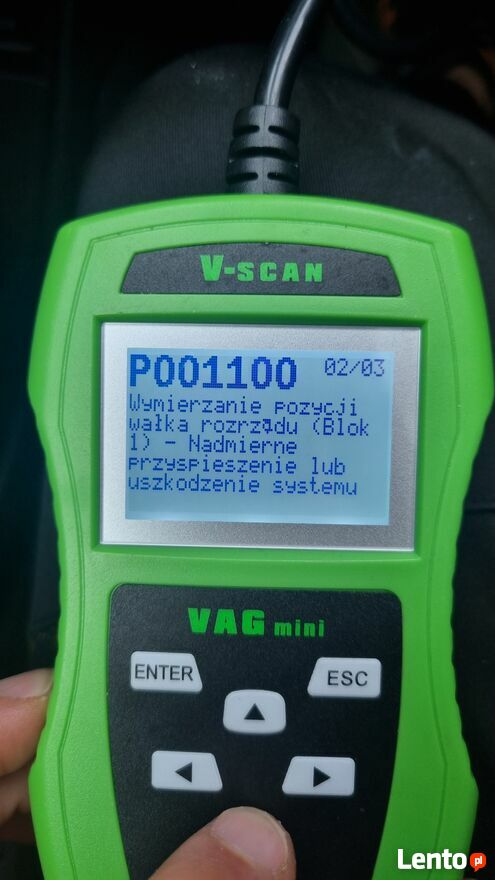 V-SCAN
P001100 02/03
Wymierzanie pozycji
wałka rozrządu (Blok
1) - Nadmierne
przyspieszenie lub
uszkodzenie systemu
VAG mini
ENTER
ESC
Lento.pl